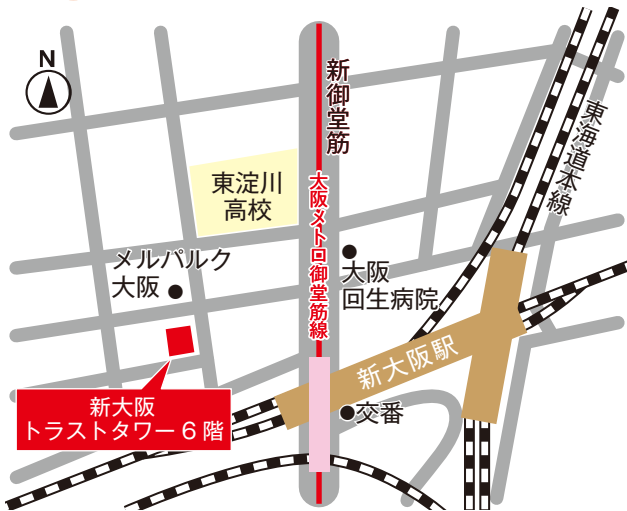 N
新御堂筋
東海道本線
東淀川
高校
大阪メトロ御堂筋線
メルパルク
大阪
大阪
回生病院
新大阪駅
交番
新大阪
トラストタワー6階